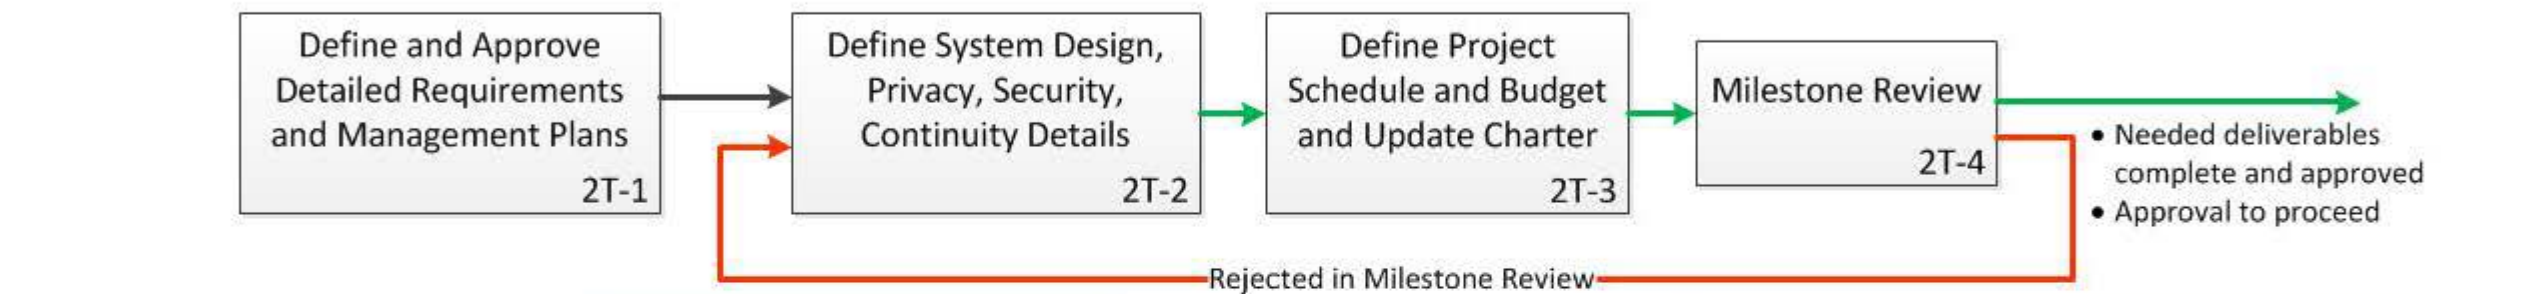 Define and Approve
Detailed Requirements
and Management Plans
2T-1
Define System Design,
Privacy, Security,
Continuity Details
2T-2
Define Project
Schedule and Budget
and Update Charter
2T-3
Milestone Review
2T-4
• Needed deliverables
complete and approved
• Approval to proceed
Rejected in Milestone Review